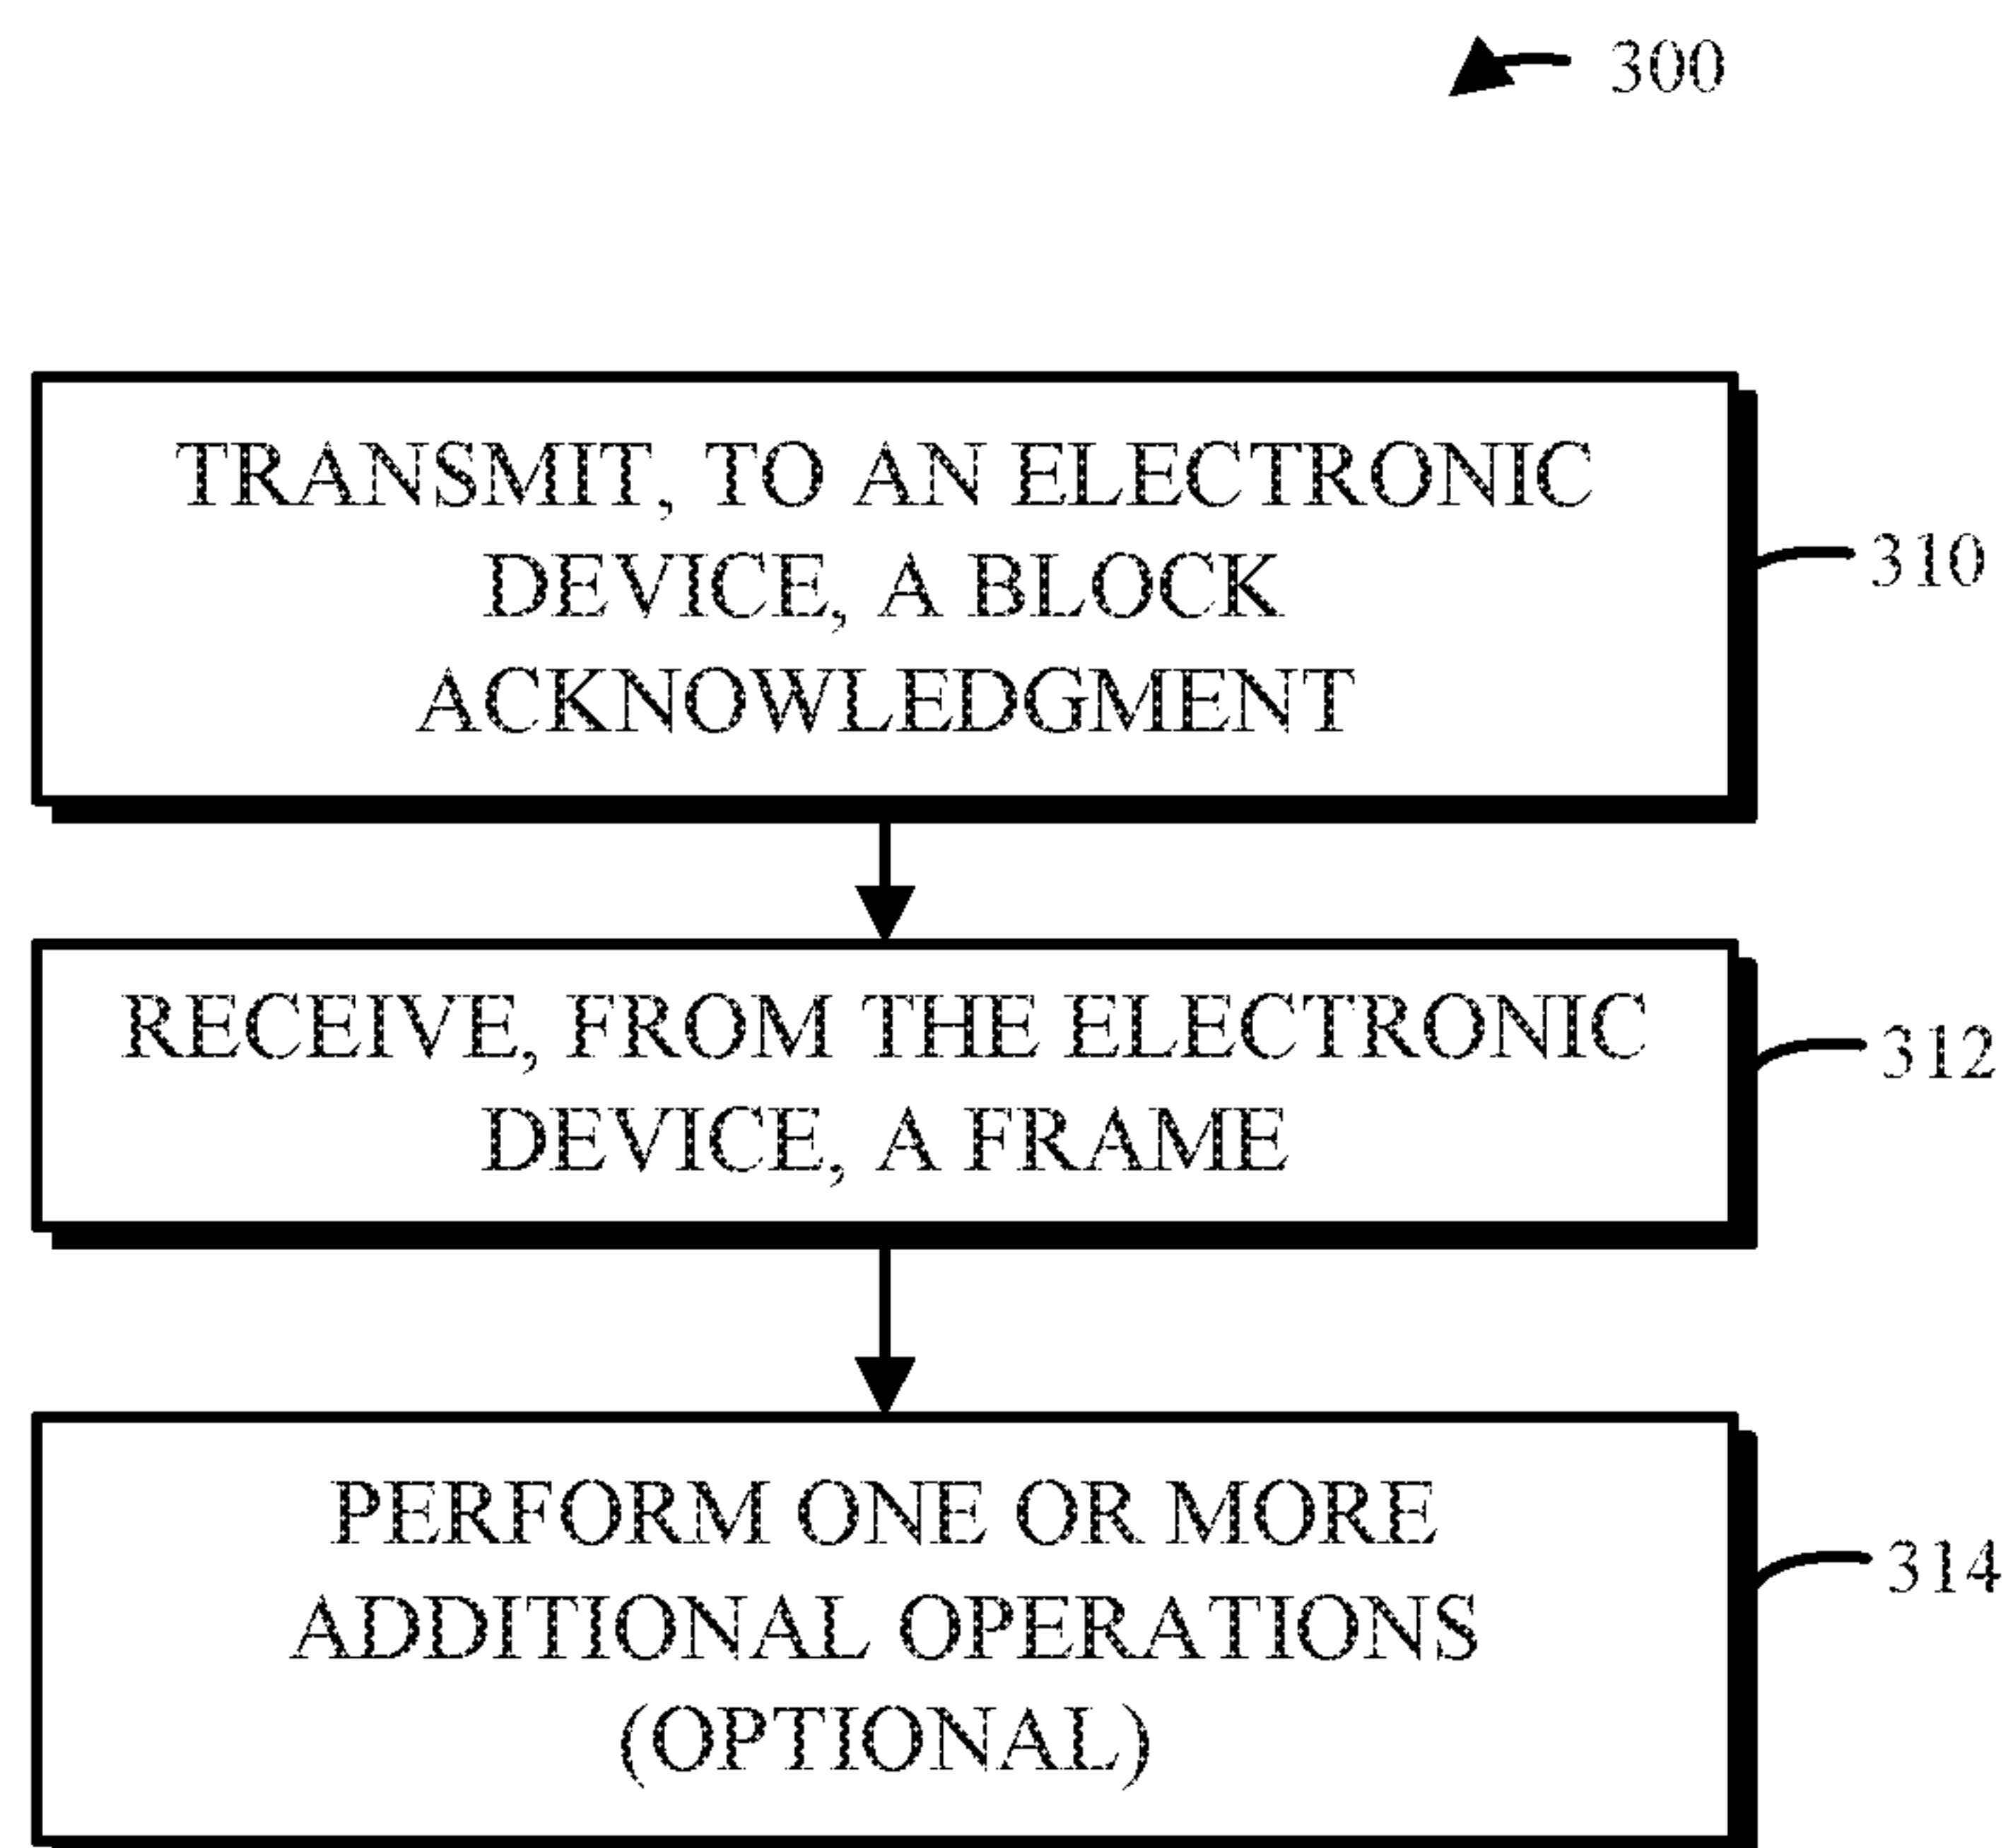 300
TRANSMIT, TO AN ELECTRONIC
DEVICE, A BLOCK
ACKNOWLEDGMENT
310
RECEIVE, FROM THE ELECTRONIC
DEVICE, A FRAME
312
PERFORM ONE OR MORE
ADDITIONAL OPERATIONS
(OPTIONAL)
314